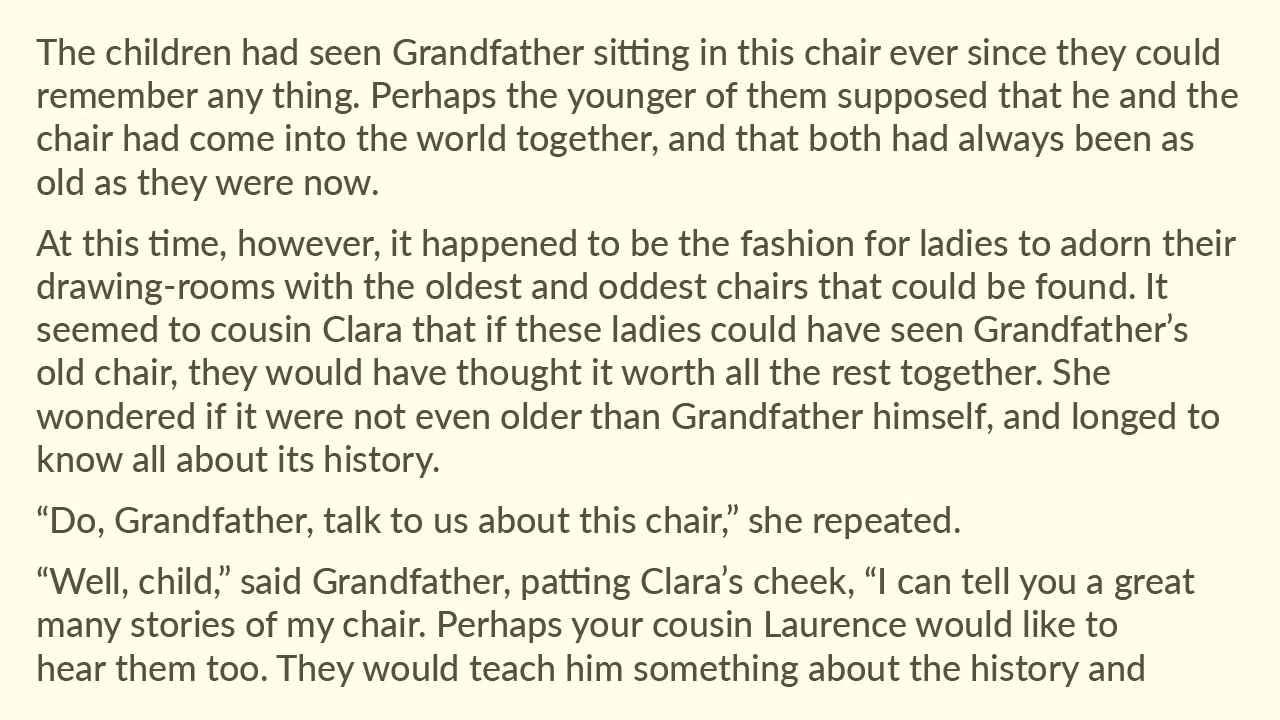 The children had seen Grandfather sitting in this chair ever since they could
remember any thing. Perhaps the younger of them supposed that he and the
chair had come into the world together, and that both had always been as
old as they were now.
At this time, however, it happened to be the fashion for ladies to adorn their
drawing-rooms with the oldest and oddest chairs that could be found. It
seemed to cousin Clara that if these ladies could have seen Grandfather’s
old chair, they would have thought it worth all the rest together. She
wondered if it were not even older than Grandfather himself, and longed to
know all about its history.
“Do, Grandfather, talk to us about this chair,” she repeated.
“Well, child,” said Grandfather, patting Clara’s cheek, “I can tell you a great
many stories of my chair. Perhaps your cousin Laurence would like to
hear them too. They would teach him something about the history and